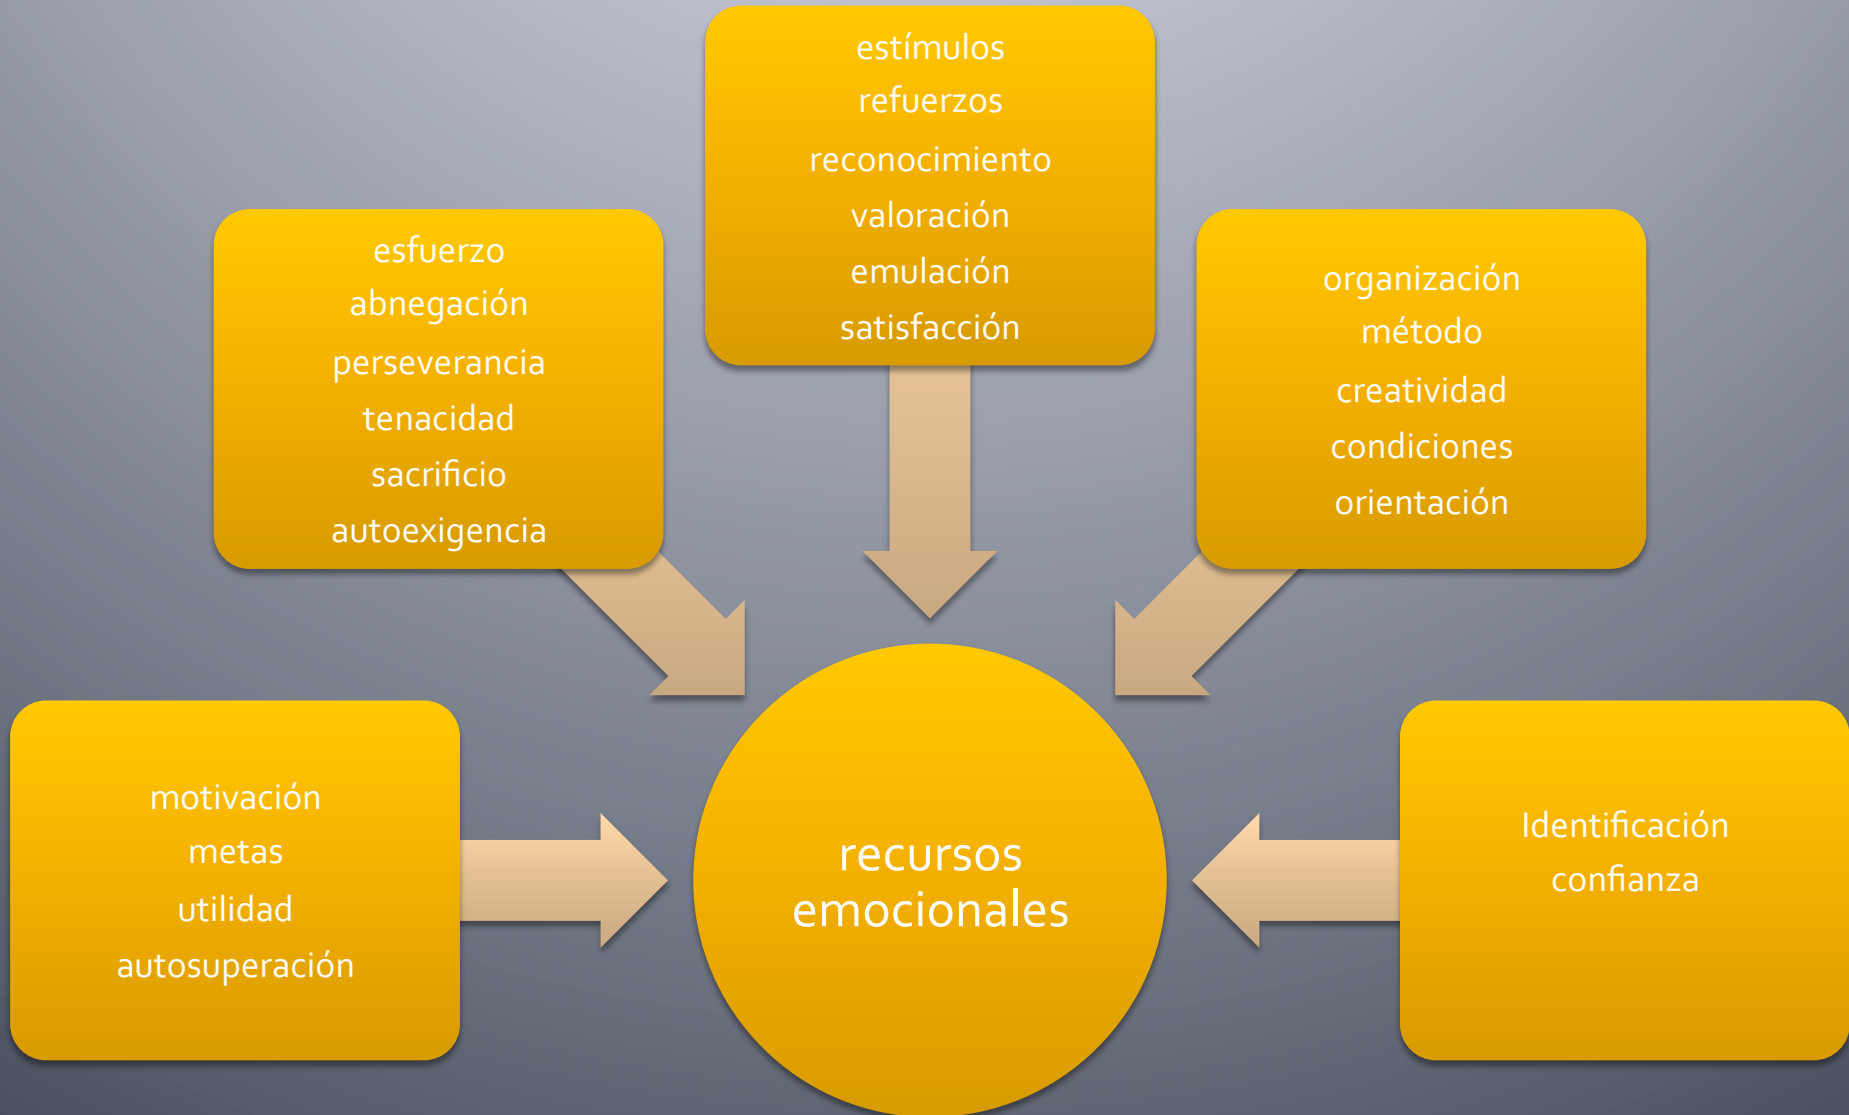 estímulos
refuerzos
reconocimiento
valoración
emulación
satisfacción
esfuerzo
abnegación
perseverancia
tenacidad
sacrificio
autoexigencia
organización
método
creatividad
condiciones
orientación
motivación
metas
utilidad
autosuperación
recursos
emocionales
Identificación
confianza